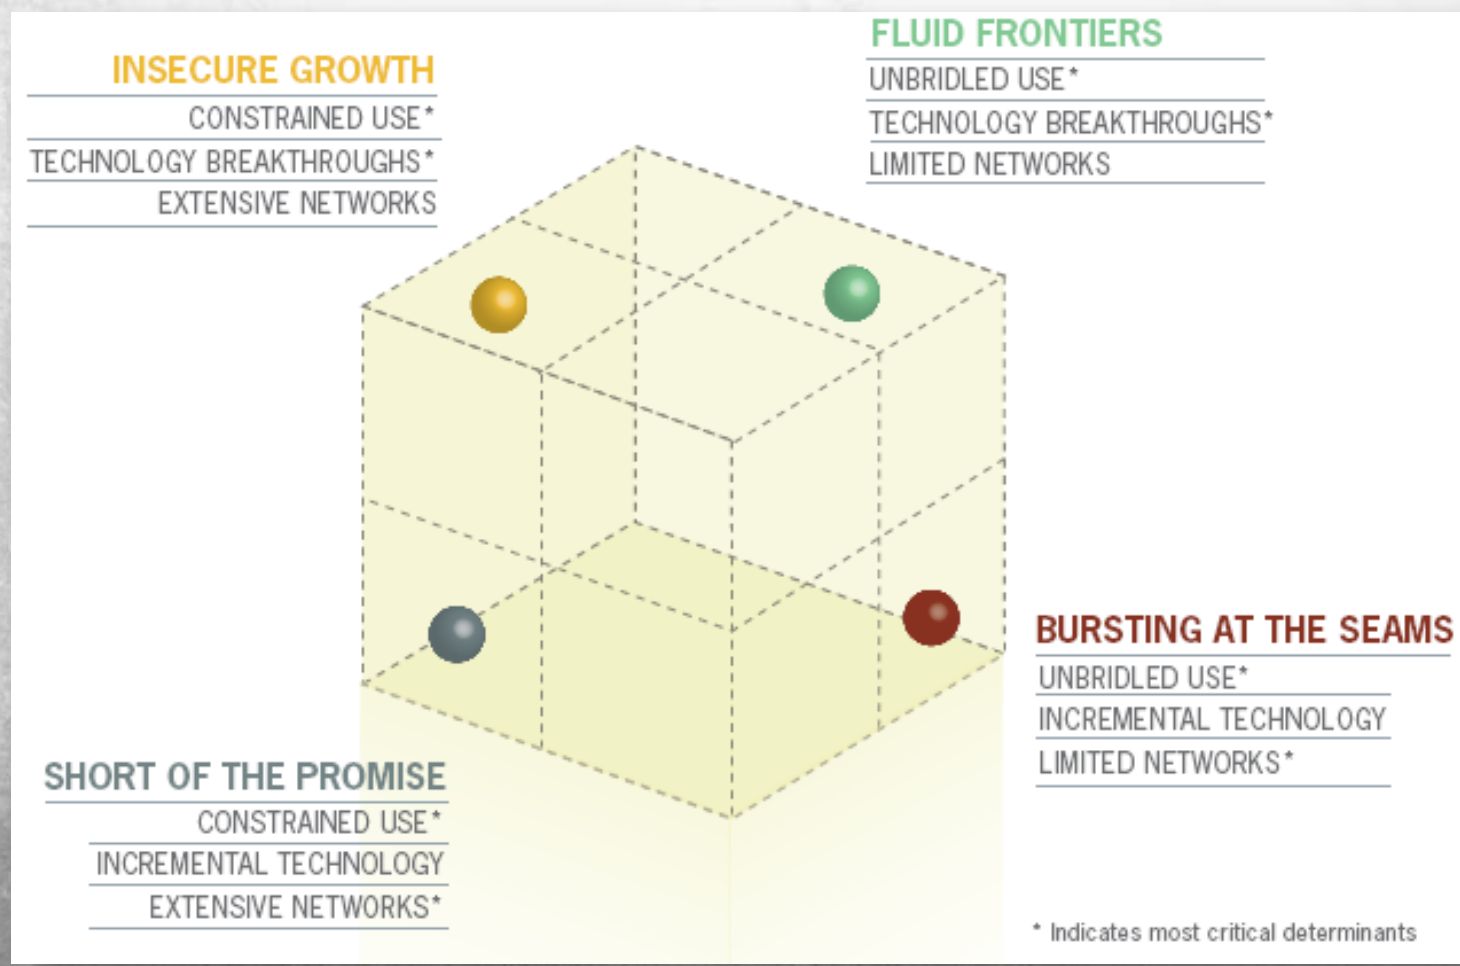 INSECURE GROWTH
CONSTRAINED USE*
TECHNOLOGY BREAKTHROUGHS*
EXTENSIVE NETWORKS
FLUID FRONTIERS
UNBRIDLED USE*
TECHNOLOGY BREAKTHROUGHS*
LIMITED NETWORKS
SHORT OF THE PROMISE
CONSTRAINED USE*
INCREMENTAL TECHNOLOGY
EXTENSIVE NETWORKS*
BURSTING AT THE SEAMS
UNBRIDLED USE*
INCREMENTAL TECHNOLOGY
LIMITED NETWORKS*
* Indicates most critical determinants